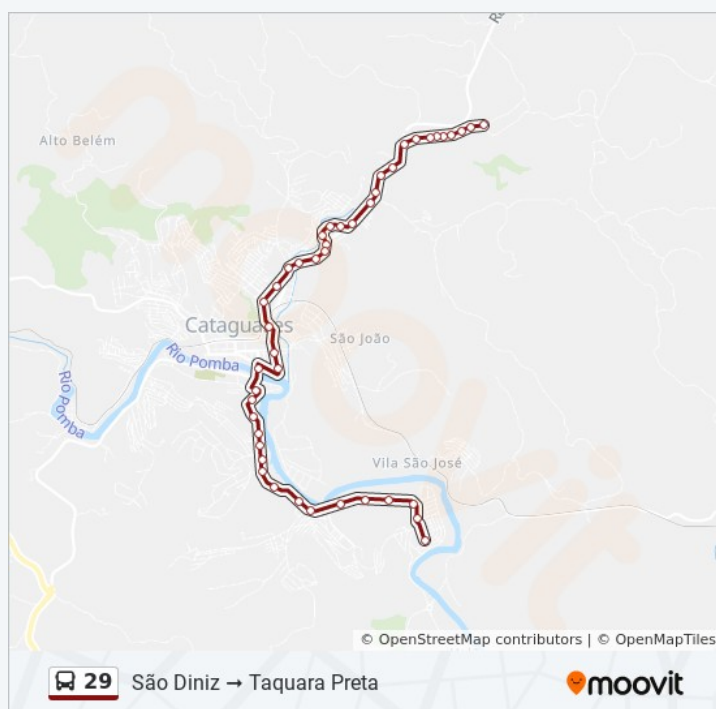 Alto Belém
Cataguases
São João
Rio Pomba
Rio Pomba
Vila São José
© OpenStreetMap contributors | © OpenMapTiles
29 São Diniz → Taquara Preta
moovit